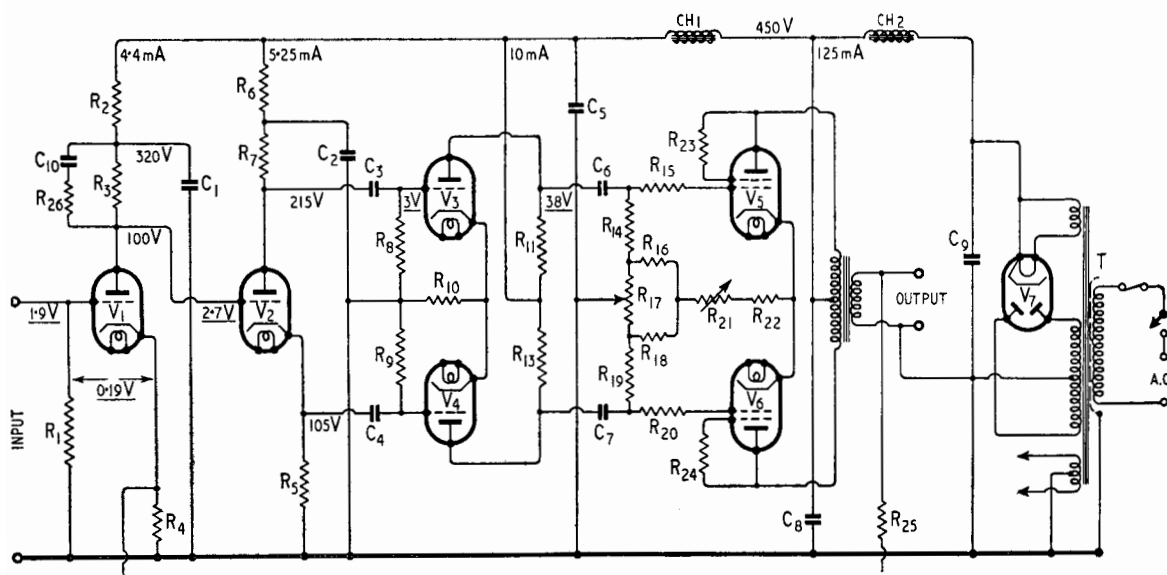 CH1
450V
CH2
4·4mA
5·25mA
10mA
125mA
R2
R6
C5
R23
C10
320V
R7
C2
C3
C6
R15
V5
R3
C1
R26
215V
3V
V3
38V
C9
T
100V
R8
R11
R14
R16
V7
1·9V
V1
2·7V
V2
R10
R17
R21
R22
OUTPUT
R9
R13
R18
R19
A.C
0·19V
V4
V6
R1
105V
C4
C7
R20
INPUT
R5
R24
R4
C8
R25